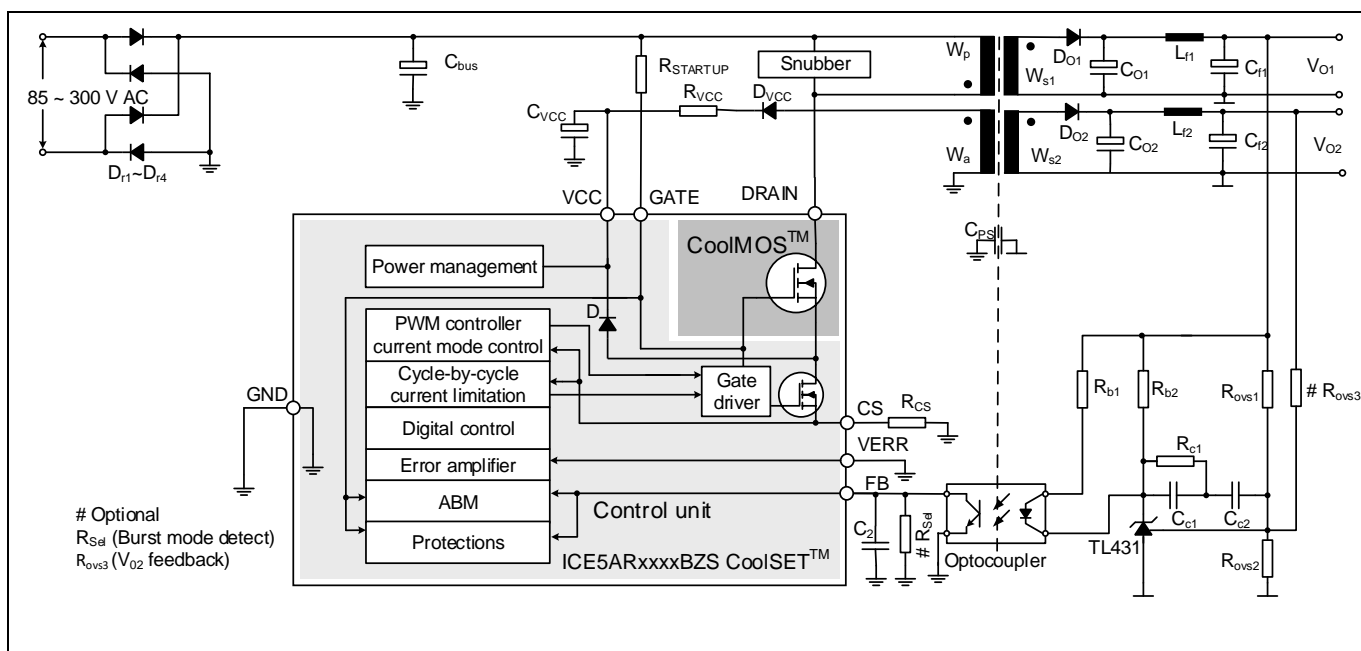 85 ~ 300 V AC
Dr1~Dr4
Cbus
RSTARTUP
Snubber
Wp
Ws1
DO1
CO1
Lf1
Cf1
VO1
CVCC
RVCC
DVCC
Wa
Ws2
DO2
CO2
Lf2
Cf2
VO2
VCC
GATE
DRAIN
CoolMOS™
CPS
Power management
D
PWM controller
current mode control
Cycle-by-cycle
current limitation
Gate
driver
Digital control
Error amplifier
ABM
Protections
Control unit
ICE5ARxxxxBZS CoolSET™
GND
CS
RCS
VERR
FB
C2
# RSel
Optocoupler
Rb1
Rb2
Rovs1
# Rovs3
Rc1
Cc1
Cc2
TL431
Rovs2
# Optional
RSel (Burst mode detect)
Rovs3 (V02 feedback)